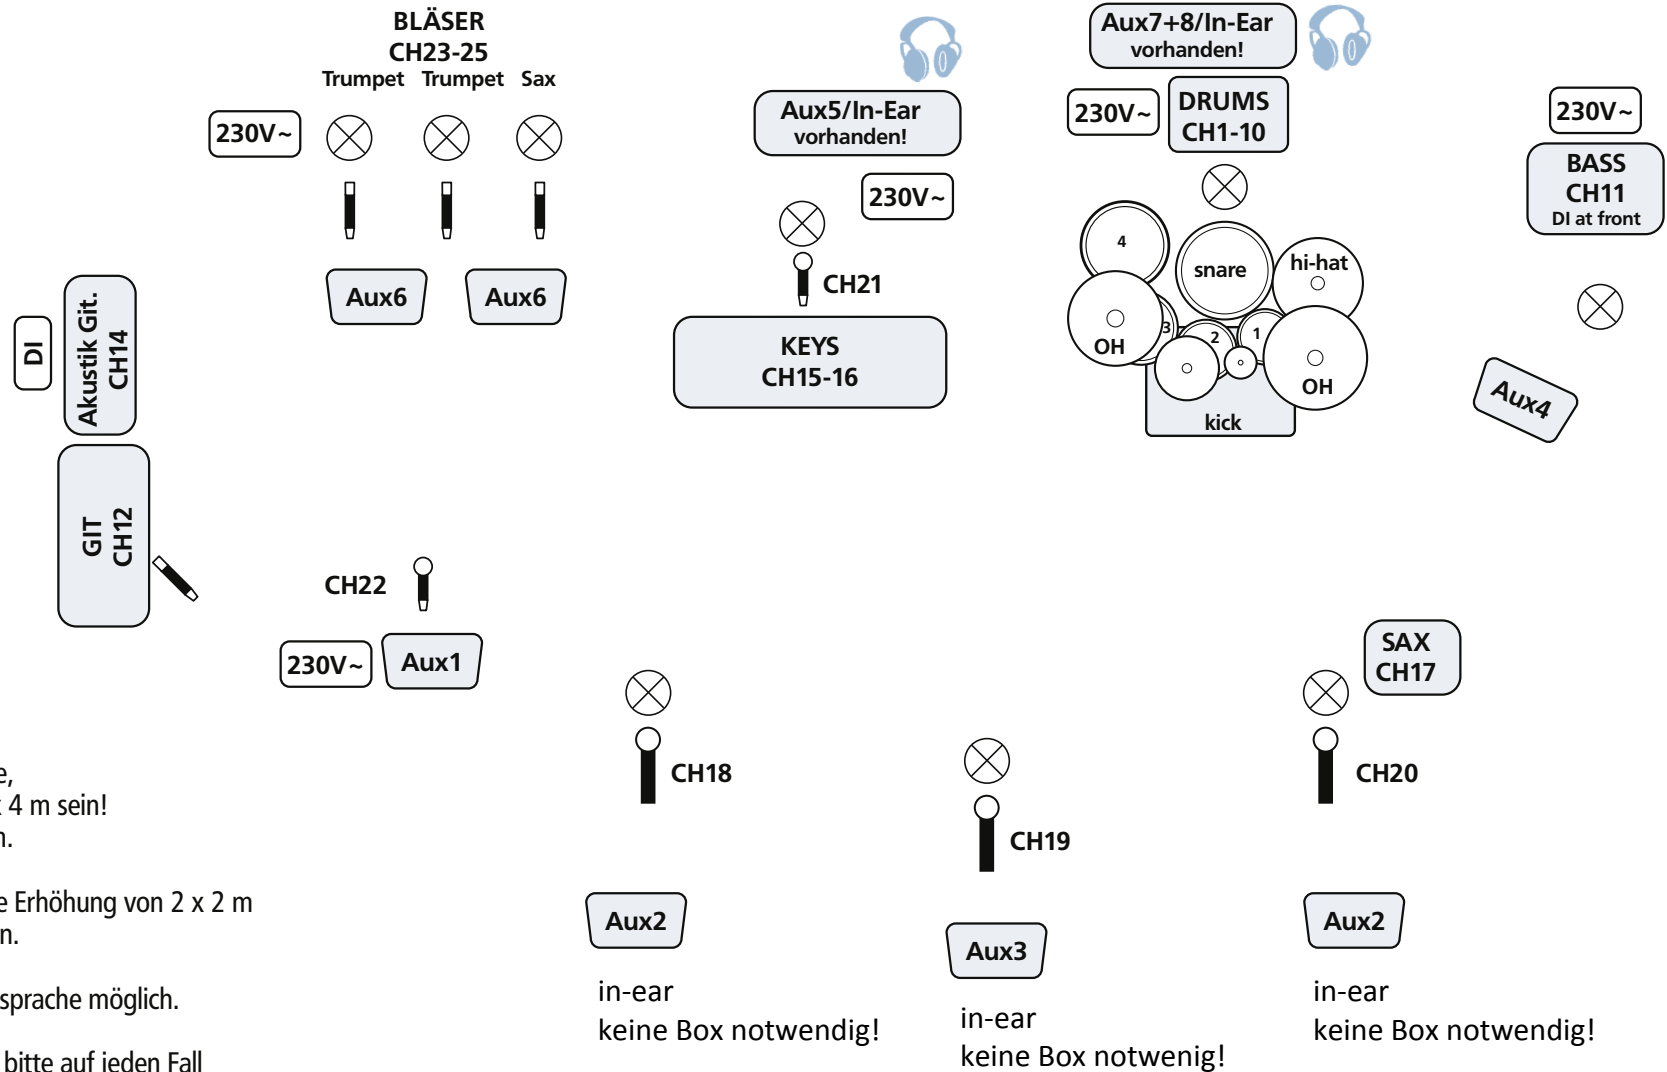 BLÄSER
CH23-25
Trumpet Trumpet Sax
230V~
Aux6
Aux6
Aux5/In-Ear
vorhanden!
230V~
CH21
KEYS
CH15-16
Aux7+8/In-Ear
vorhanden!
230V~
DRUMS
CH1-10
4
snare
hi-hat
3
2
1
OH
OH
kick
230V~
BASS
CH11
DI at front
Aux4
DI
Akustik Git.
CH14
GIT
CH12
CH22
230V~
Aux1
SAX
CH17
CH18
CH19
CH20
Aux2
in-ear
keine Box notwendig!
Aux3
in-ear
keine Box notwenig!
Aux2
in-ear
keine Box notwendig!
e,
4 m sein!
n.
e Erhöhung von 2 x 2 m
n.
sprache möglich.
bitte auf jeden Fall